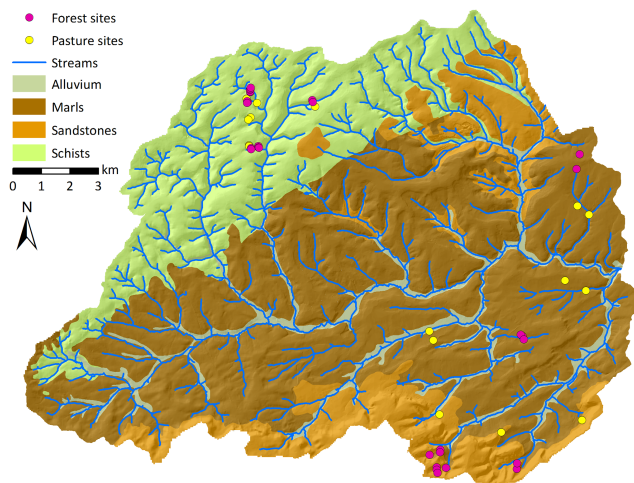 Forest sites
Pasture sites
Streams
Alluvium
Marls
Sandstones
Schists
0 1 2 3
km
N